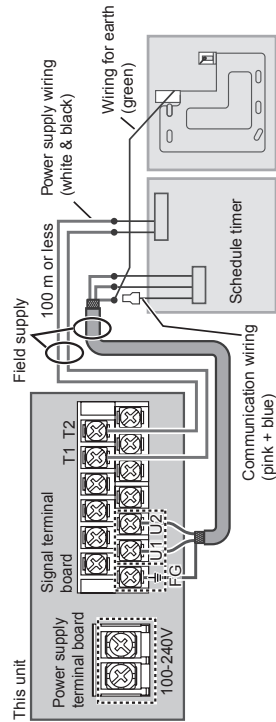 This unit
Power supply
terminal board
100-240V
Signal terminal
board
T1 T2
FG
U1
U2
Field supply
100 m or less
Power supply wiring
(white & black)
Wiring for earth
(green)
Communication wiring
(pink + blue)
Schedule timer